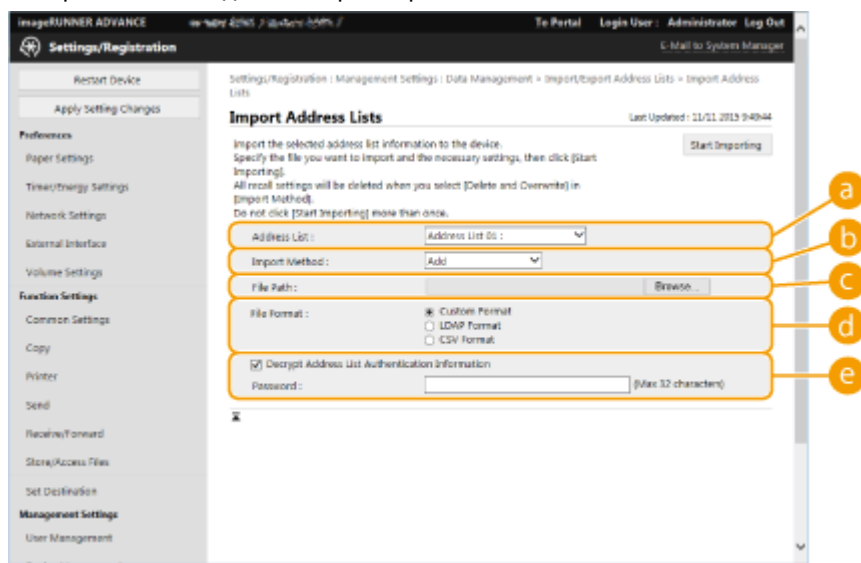 imageRUNNER ADVANCE
To Portal Login User : Administrator Log Out
Settings/Registration
E-Mail to System Manager
Restart Device
Apply Setting Changes
Preferences
Paper Settings
Timer/Energy Settings
Network Settings
External Interface
Volume Settings
Function Settings
Common Settings
Copy
Printer
Send
Receive/Forward
Store/Access Files
Set Destination
Management Settings
User Management
Settings/Registration : Management Settings : Data Management > Import/Export Address Lists > Import Address
Lists
Import Address Lists
Last Updated : 11/11 2015 9:49:44
Import the selected address list information to the device.
Specify the file you want to import and the necessary settings, then click [Start
Importing].
All recall settings will be deleted when you select [Delete and Overwrite] in
[Import Method].
Do not click [Start Importing] more than once.
Start Importing
Address List : Address List 01 :
a
Import Method : Add
b
File Path : Browse...
c
File Format : Custom Format
LDAP Format
CSV Format
d
Decrypt Address List Authentication Information
Password : (Max 32 characters)
e